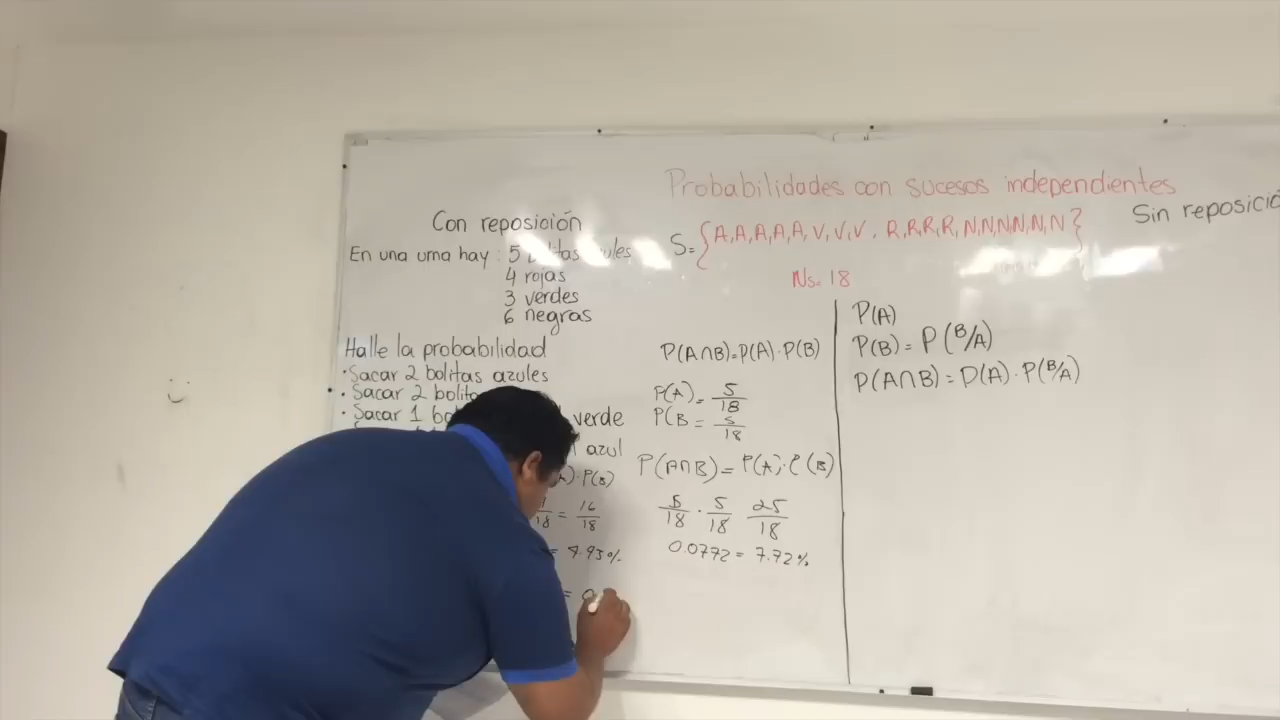 Probabilidades con sucesos independientes
Con reposición
Sin reposició
S={A,A,A,A,A,V,V,V. R,R,R,R,N,N,N,N,N,N}
Ns=18
En una urna hay : 5
4 rojas
3 verdes
6 negras
Halle la probabilidad
·Sacar 2 bolitas azules
·Sacar 2
·Sacar 1 verde
azul
)·P(B)
/18 = 16/18
= 4.93%
=
P(A∩B)=P(A)·P(B)
P(A)= 5/18
P(B = 5/18
P(A∩B)=P(A)·P(B)
5/18 · 5/18 25/18
0.0772= 7.72%
P(A)
P(B)= P(B/A)
P(A∩B)= P(A)·P(B/A)